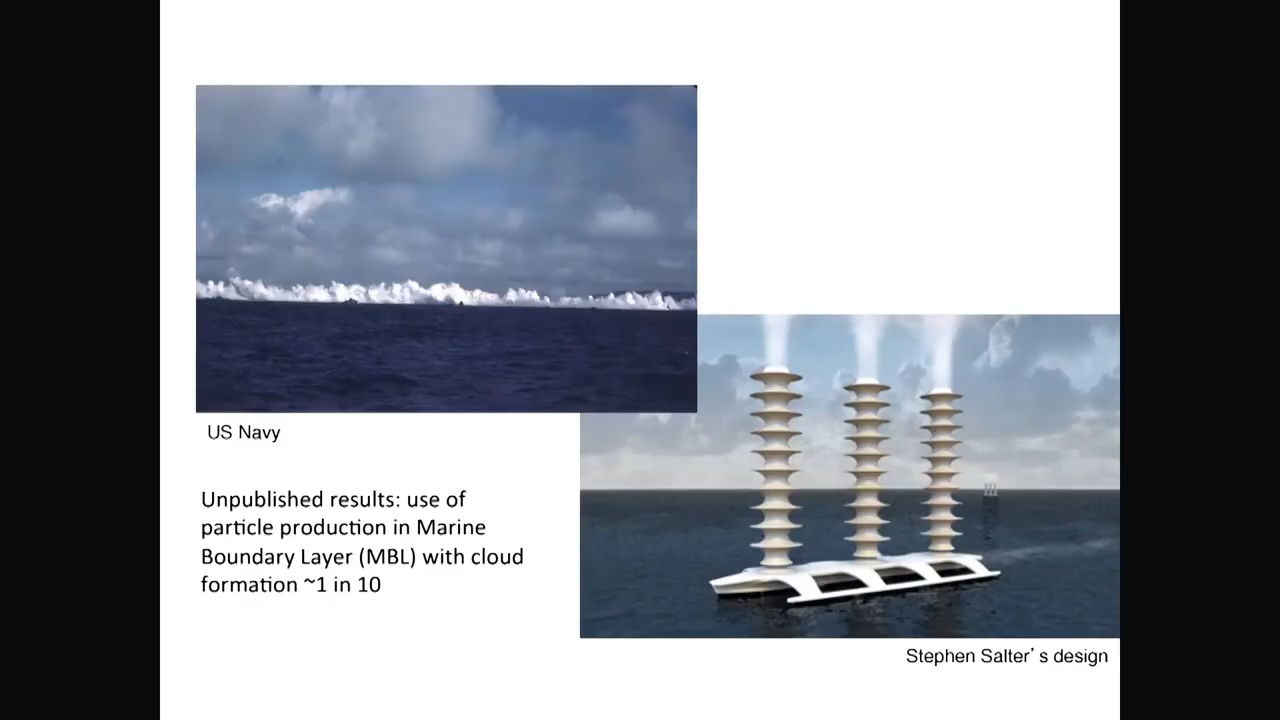 US Navy
Unpublished results: use of
particle production in Marine
Boundary Layer (MBL) with cloud
formation ~1 in 10
Stephen Salter’s design